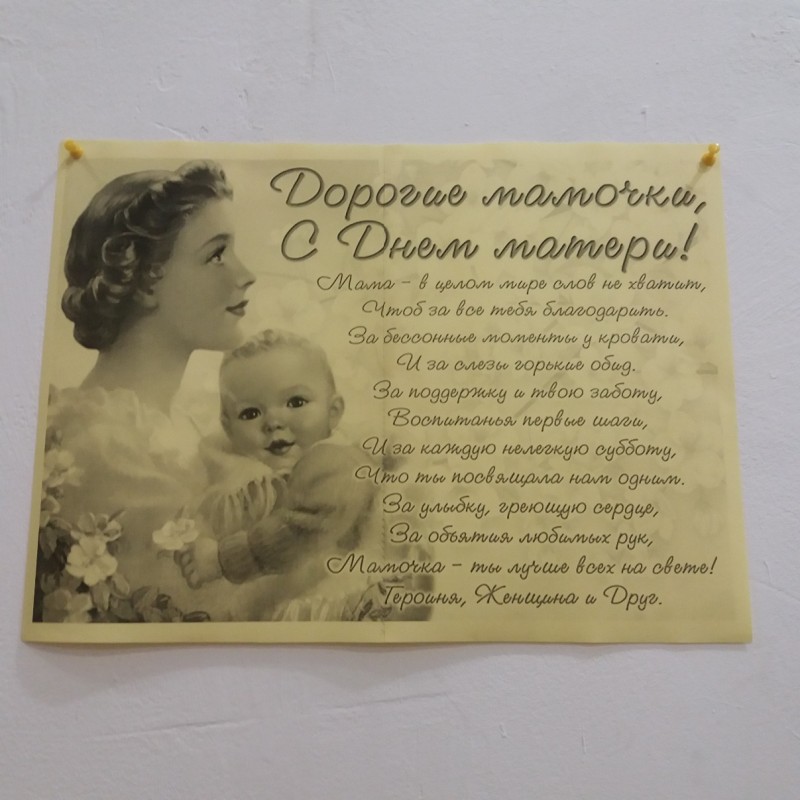 Дорогие мамочки,
С Днем матери!
Мама - в целом мире слов не хватит,
Чтоб за все тебя благодарить.
За бессонные моменты у кровати,
И за слезы горькие обид.
За поддержку и твою заботу,
Воспитанья первые шаги,
И за каждую нелегкую субботу,
Что ты посвящала нам одним.
За улыбку, греющую сердце,
За объятия любимых рук,
Мамочка - ты лучше всех на свете!
Героиня, Женщина и Друг.